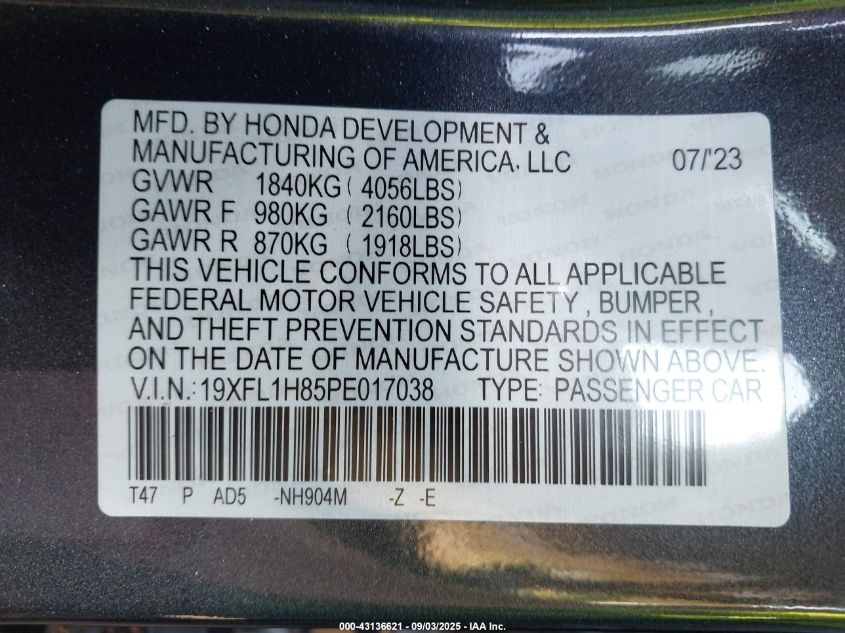 MFD. BY HONDA DEVELOPMENT &
MANUFACTURING OF AMERICA, LLC 07/'23
GVWR 1840KG ( 4056LBS)
GAWR F 980KG ( 2160LBS)
GAWR R 870KG ( 1918LBS)
THIS VEHICLE CONFORMS TO ALL APPLICABLE
FEDERAL MOTOR VEHICLE SAFETY , BUMPER ,
AND THEFT PREVENTION STANDARDS IN EFFECT
ON THE DATE OF MANUFACTURE SHOWN ABOVE.
V.I.N.: 19XFL1H85PE017038 TYPE: PASSENGER CAR
T47 P AD5 -NH904M -Z -E
000-43136621 - 09/03/2025 - IAA Inc.